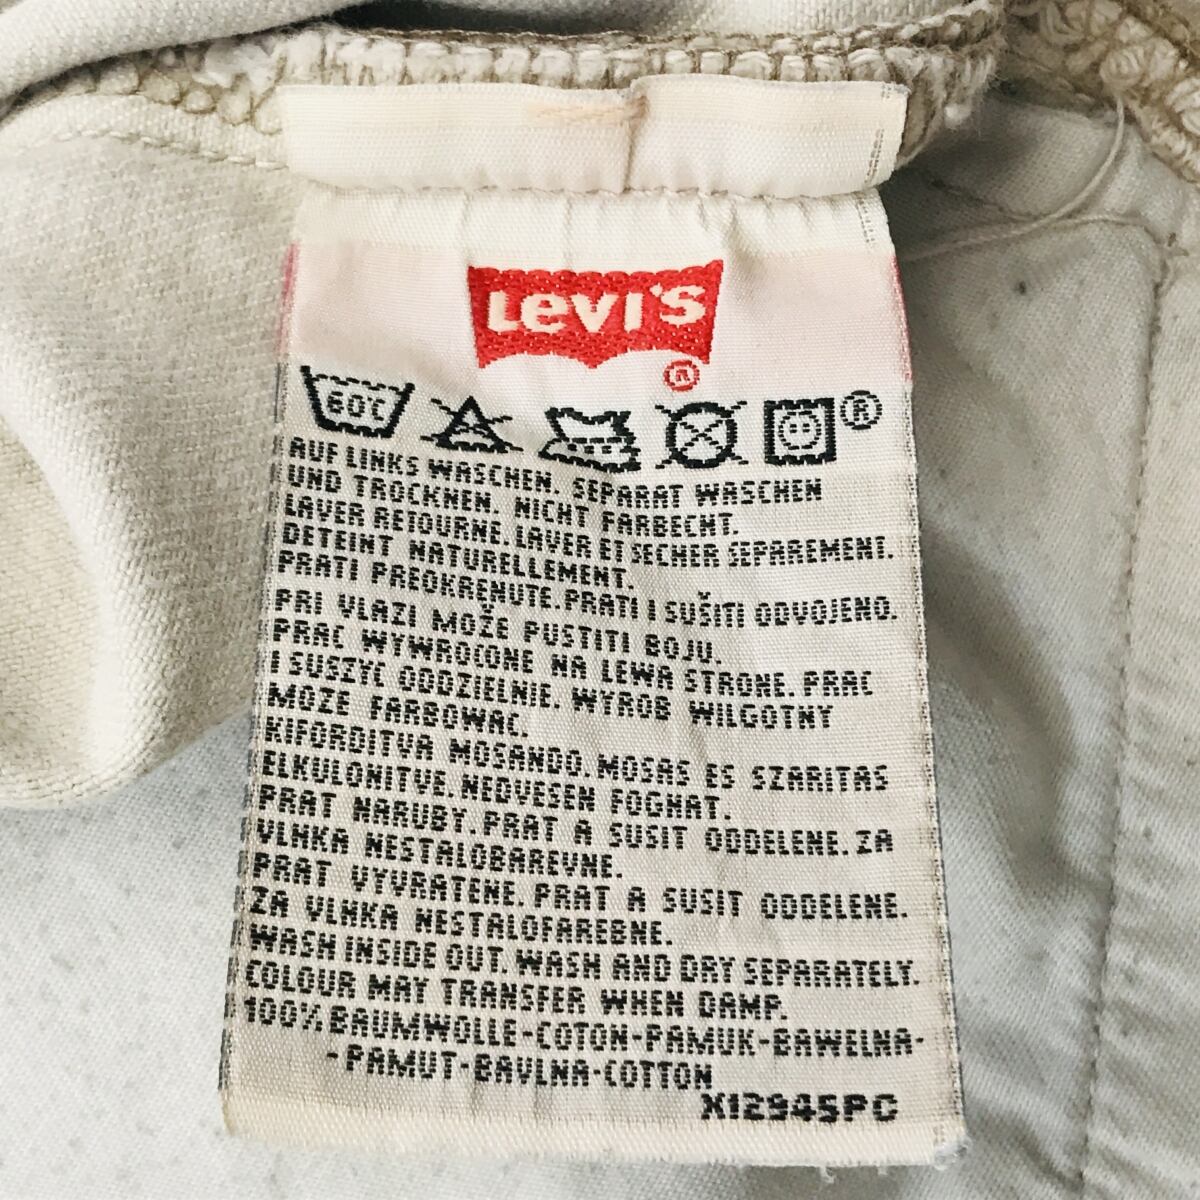 Levi's
®
60°C
®
AUF LINKS WASCHEN. SEPARAT WASCHEN
UND TROCKNEN. NICHT FARBECHT.
LAVER RETOURNE. LAVER ET SECHER SEPAREMENT.
DETEINT NATURELLEMENT.
PRATI PREOKRENUTE. PRATI I SUŠITI ODVOJENO.
PRI VLAZI MOŽE PUSTITI BOJU.
PRAC WYWROCONE NA LEWA STRONE. PRAC
I SUSZYC ODDZIELNIE. WYROB WILGOTNY
MOZE FARBOWAC.
KIFORDITVA MOSANDO. MOSAS ES SZARITAS
ELKULONITVE. NEDVESEN FOGHAT.
PRAT NARUBY. PRAT A SUSIT ODDELENE. ZA
VLHKA NESTALOBAREVNE.
PRAT VYVRATENE. PRAT A SUSIT ODDELENE.
ZA VLHKA NESTALOFAREBNE.
WASH INSIDE OUT. WASH AND DRY SEPARATELY.
COLOUR MAY TRANSFER WHEN DAMP.
100% BAUMWOLLE-COTON-PAMUK-BAWELNA-
-PAMUT-BAVLNA-COTTON
X12945PC